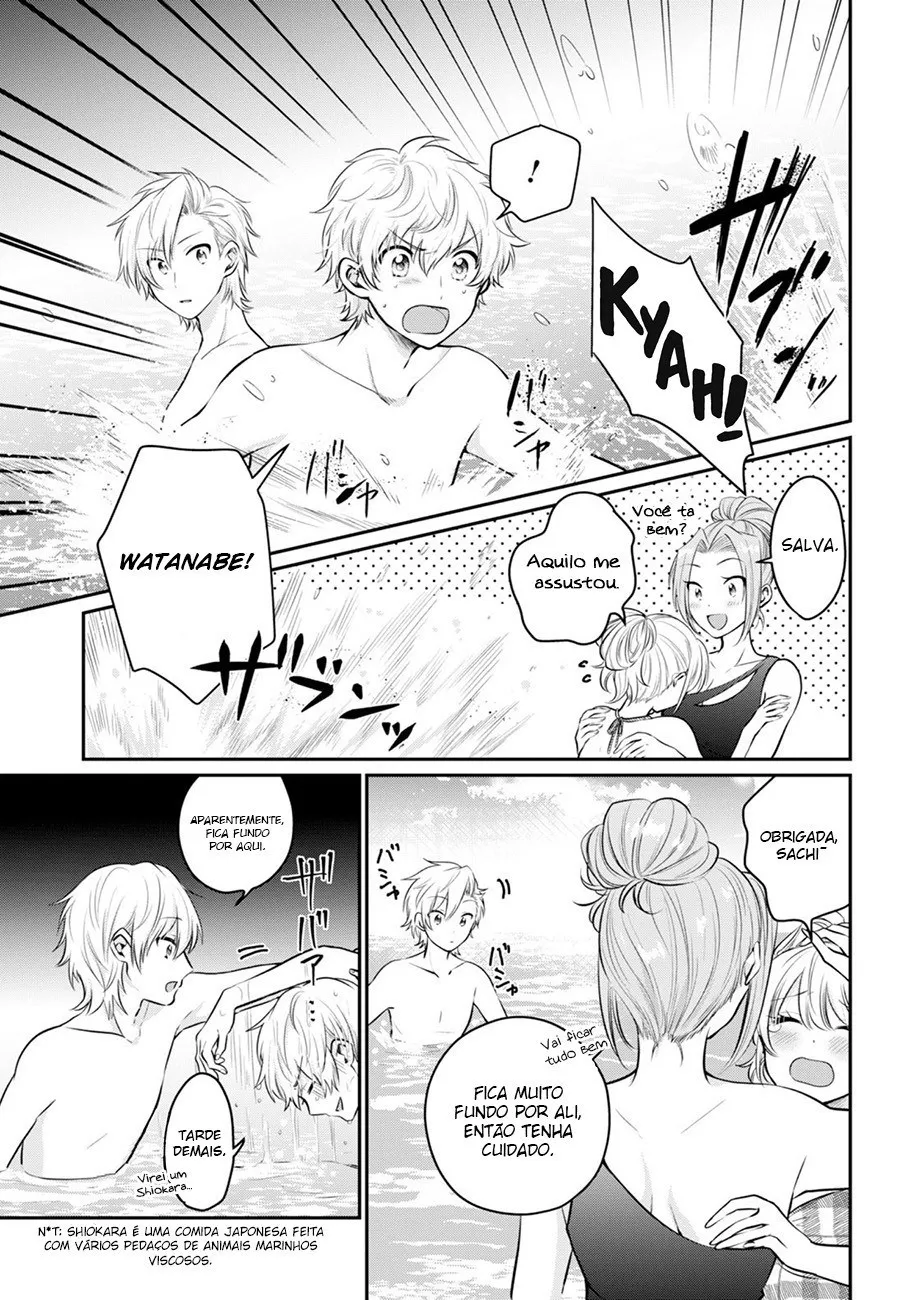 !
KYAH!
ザバッ
バシャ
バシャ
SALVA.
Você ta
Bem?
Aquilo me
assustou.
WATANABE!
ザブン
OBRIGADA,
SACHI~
バシャ
バシャ
Vai ficar
tudo Bem
FICA MUITO
FUNDO POR ALI,
ENTÃO TENHA
CUIDADO.
APARENTEMENTE,
FICA FUNDO
POR AQUI.
TARDE
DEMAIS.
Virei um
Shiokara...
N*T: SHIOKARA É UMA COMIDA JAPONESA FEITA
COM VÁRIOS PEDAÇOS DE ANIMAIS MARINHOS
VISCOSOS.